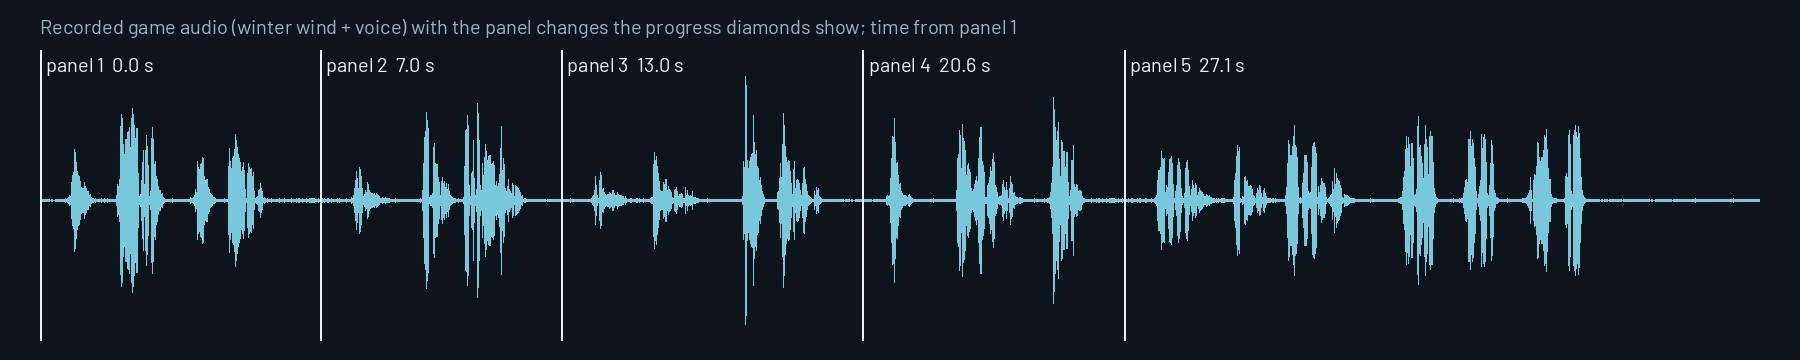 Recorded game audio (winter wind + voice) with the panel changes the progress diamonds show; time from panel 1
panel 1 0.0 s
panel 2 7.0 s
panel 3 13.0 s
panel 4 20.6 s
panel 5 27.1 s